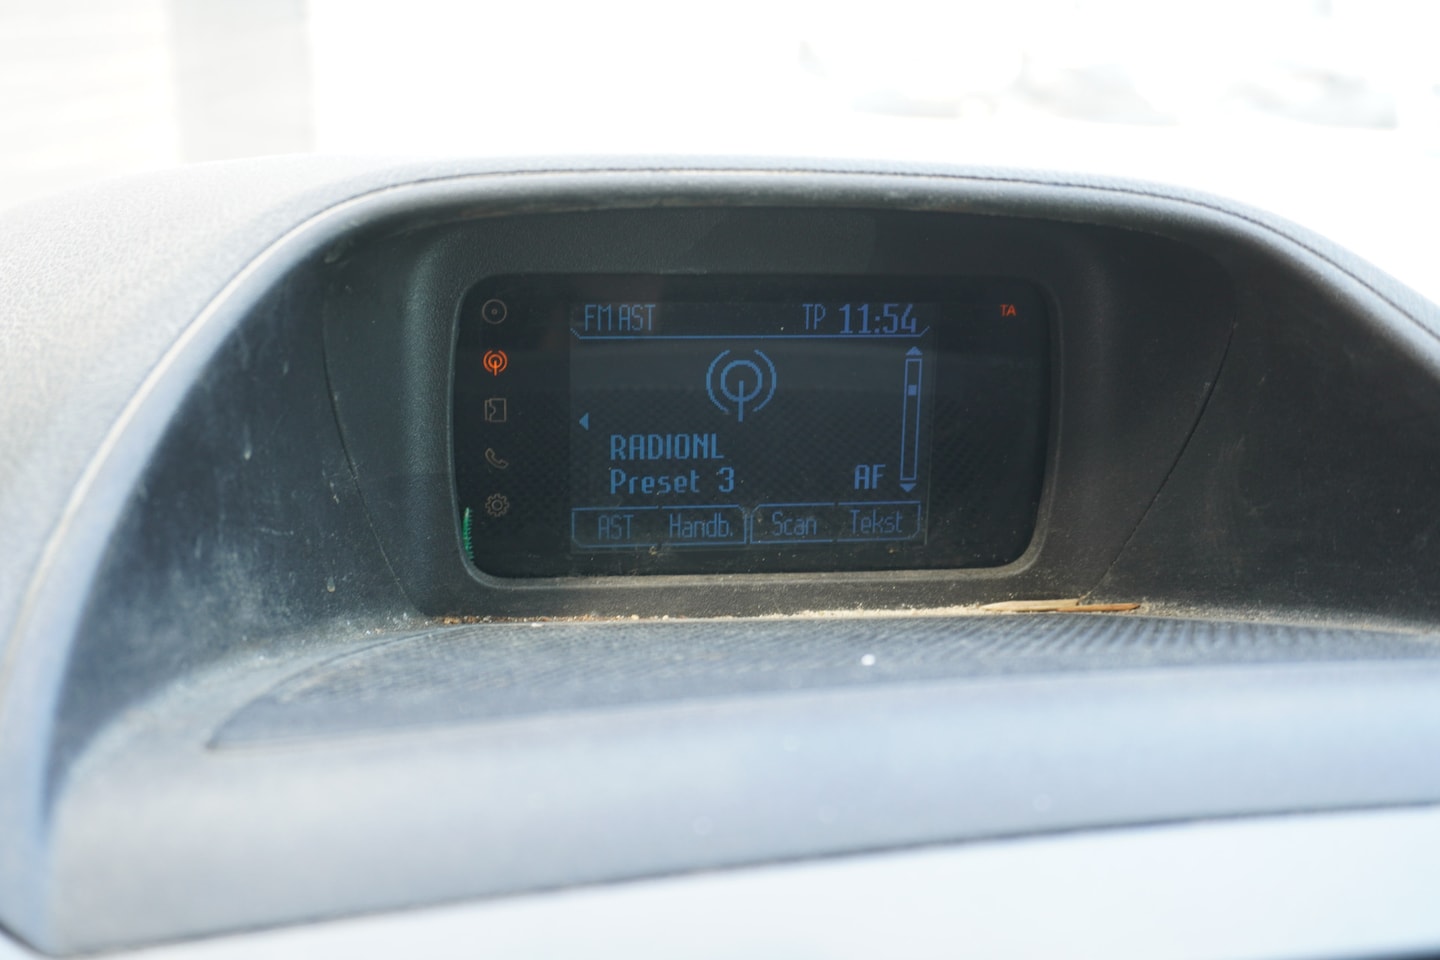 FM AST TP 11:54 TA
RADIONL
Preset 3 AF
AST Handb. Scan Tekst